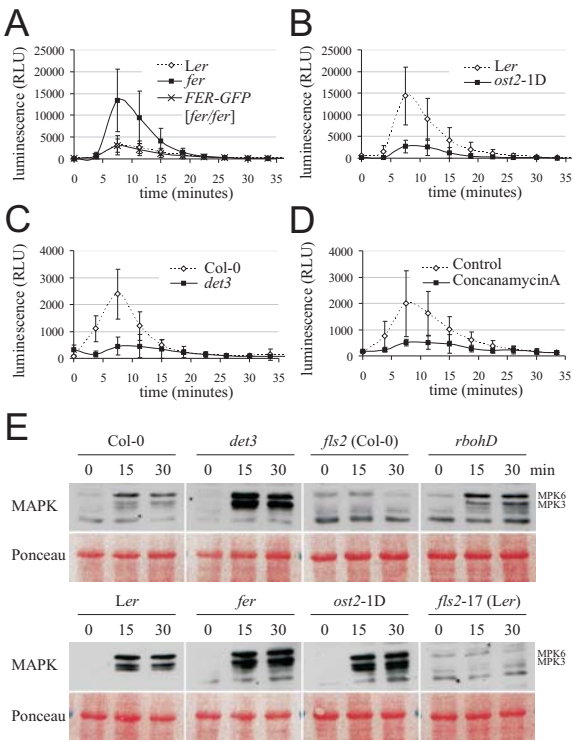 A
B
luminescence (RLU)
25000
20000
15000
10000
5000
0
Ler
fer
FER-GFP
[fer/fer]
0 5 10 15 20 25 30 35
time (minutes)
luminescence (RLU)
25000
20000
15000
10000
5000
0
Ler
ost2-1D
0 5 10 15 20 25 30 35
time (minutes)
C
D
luminescence (RLU)
4000
3000
2000
1000
0
Col-0
det3
0 5 10 15 20 25 30 35
time (minutes)
luminescence (RLU)
4000
3000
2000
1000
0
Control
ConcanamycinA
0 5 10 15 20 25 30 35
time (minutes)
E
Col-0 det3 fls2 (Col-0) rbohD
0 15 30 0 15 30 0 15 30 0 15 30 min
MAPK
MPK6
MPK3
Ponceau
Ler fer ost2-1D fls2-17 (Ler)
0 15 30 0 15 30 0 15 30 0 15 30
MAPK
MPK6
MPK3
Ponceau